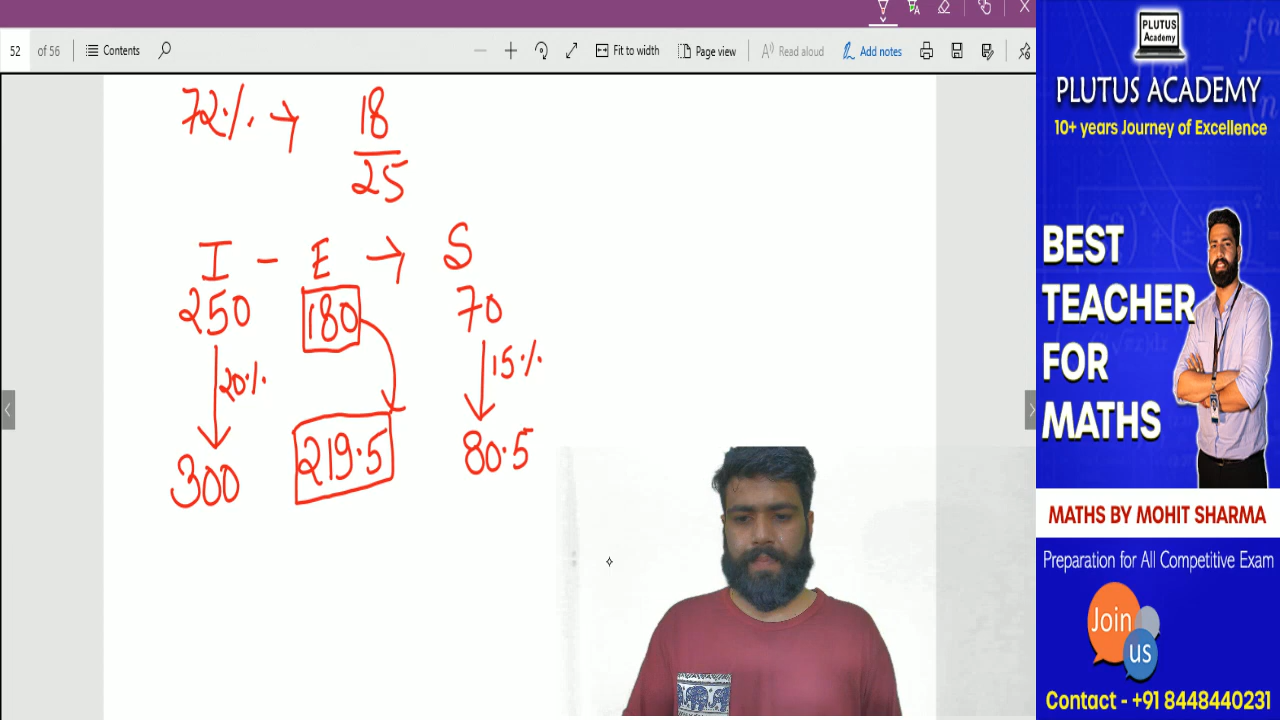 52 of 56 Contents Fit to width Page view Read aloud Add notes
72% → 18/25
I - E → S
250 180 70
20% 15%
300 219.5 80.5
PLUTUS
Academy
PLUTUS ACADEMY
10+ years Journey of Excellence
BEST
TEACHER
FOR
MATHS
MATHS BY MOHIT SHARMA
Preparation for All Competitive Exam
Join
us
Contact - +91 8448440231